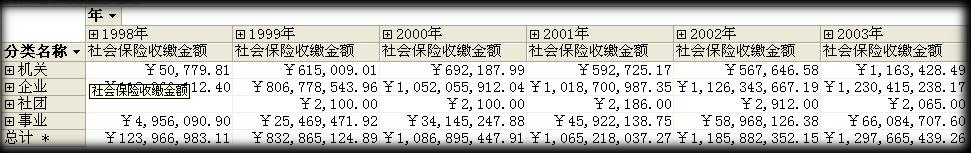 年
1998年 1999年 2000年 2001年 2002年 2003年
分类名称 社会保险收缴金额 社会保险收缴金额 社会保险收缴金额 社会保险收缴金额 社会保险收缴金额 社会保险收缴金额
机关 ￥50,779.81 ￥615,009.01 ￥692,187.99 ￥592,725.17 ￥567,646.58 ￥1,163,428.49
企业 12.40 ￥806,778,543.96 ￥1,052,055,912.04 ￥1,018,700,987.35 ￥1,126,343,667.19 ￥1,230,415,238.17
社会保险收缴金额
社团 ￥2,100.00 ￥2,100.00 ￥2,186.00 ￥2,912.00 ￥2,065.00
事业 ￥4,956,090.90 ￥25,469,471.92 ￥34,145,247.88 ￥45,922,138.75 ￥58,968,126.38 ￥66,084,707.60
总计 * ￥123,966,983.11 ￥832,865,124.89 ￥1,086,895,447.91 ￥1,065,218,037.27 ￥1,185,882,352.15 ￥1,297,665,439.26